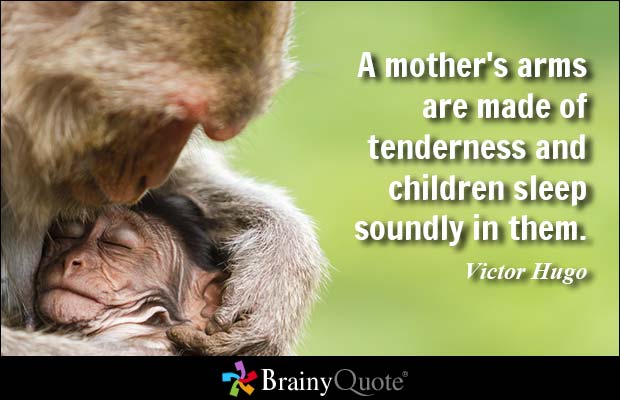 A mother's arms
are made of
tenderness and
children sleep
soundly in them.
Victor Hugo
BrainyQuote®